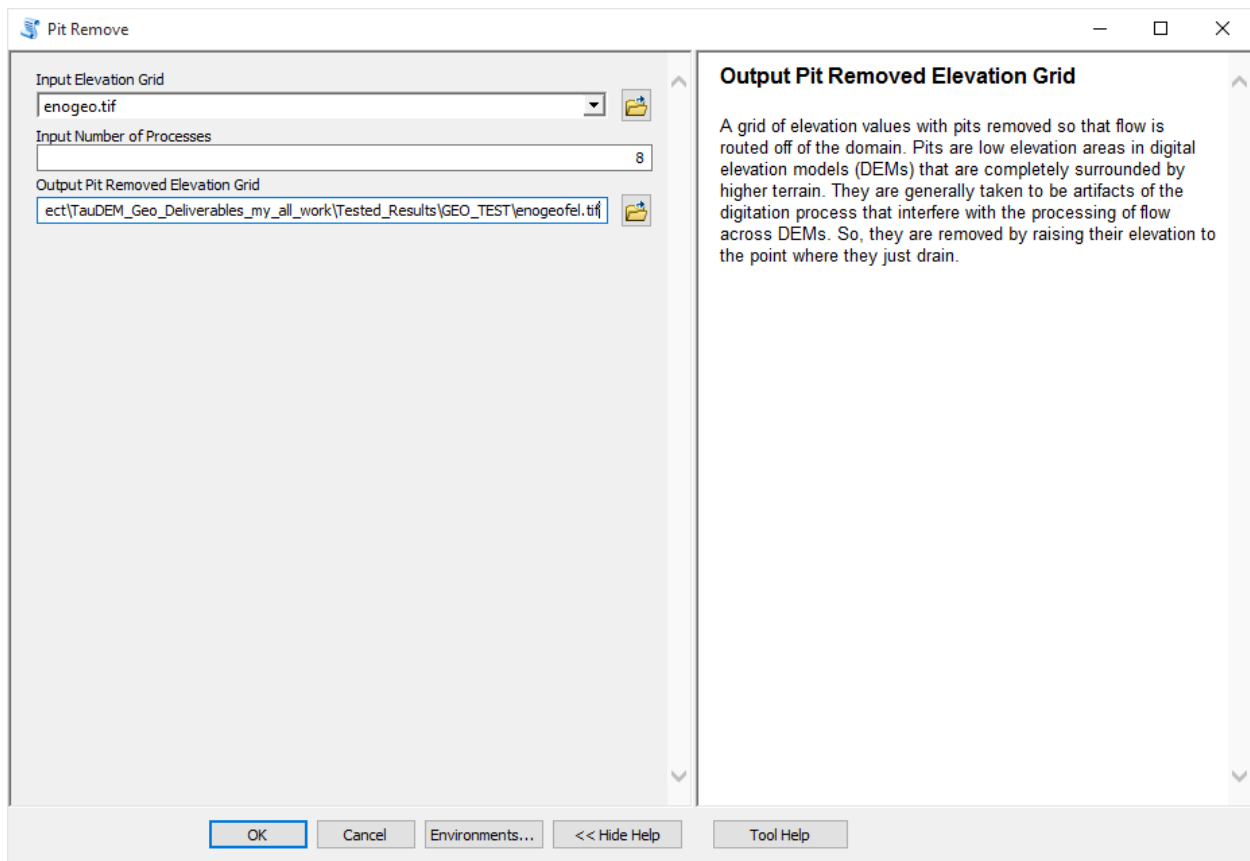 Pit Remove
Input Elevation Grid
enogeo.tif
Input Number of Processes
8
Output Pit Removed Elevation Grid
ect\TauDEM_Geo_Deliverables_my_all_work\Tested_Results\GEO_TEST\enogeofel.tif
Output Pit Removed Elevation Grid
A grid of elevation values with pits removed so that flow is
routed off of the domain. Pits are low elevation areas in digital
elevation models (DEMs) that are completely surrounded by
higher terrain. They are generally taken to be artifacts of the
digitation process that interfere with the processing of flow
across DEMs. So, they are removed by raising their elevation to
the point where they just drain.
OK Cancel Environments... << Hide Help Tool Help